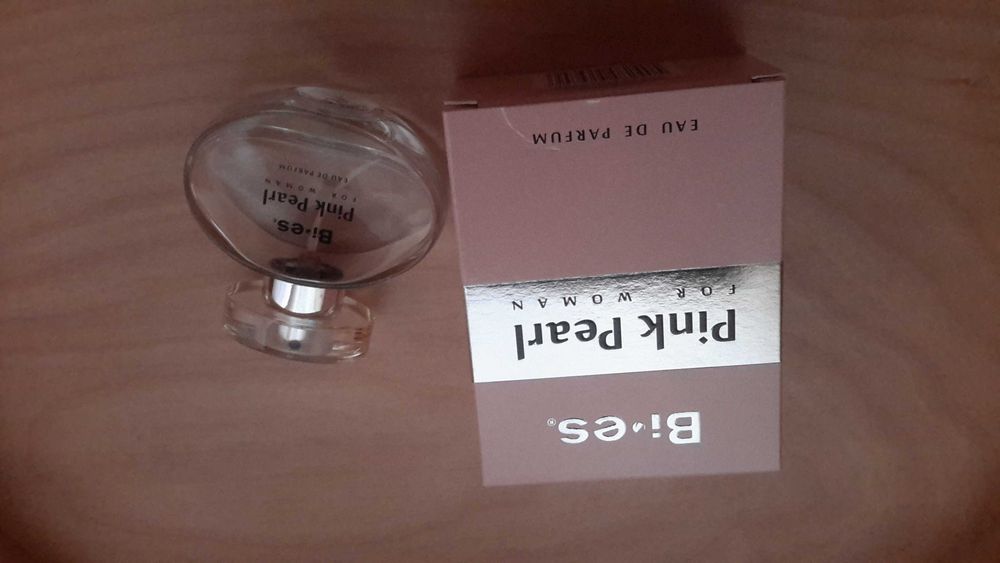 Bi·es®
Pink Pearl
FOR WOMAN
EAU DE PARFUM
Bi·es®
Pink Pearl
FOR WOMAN
EAU DE PARFUM